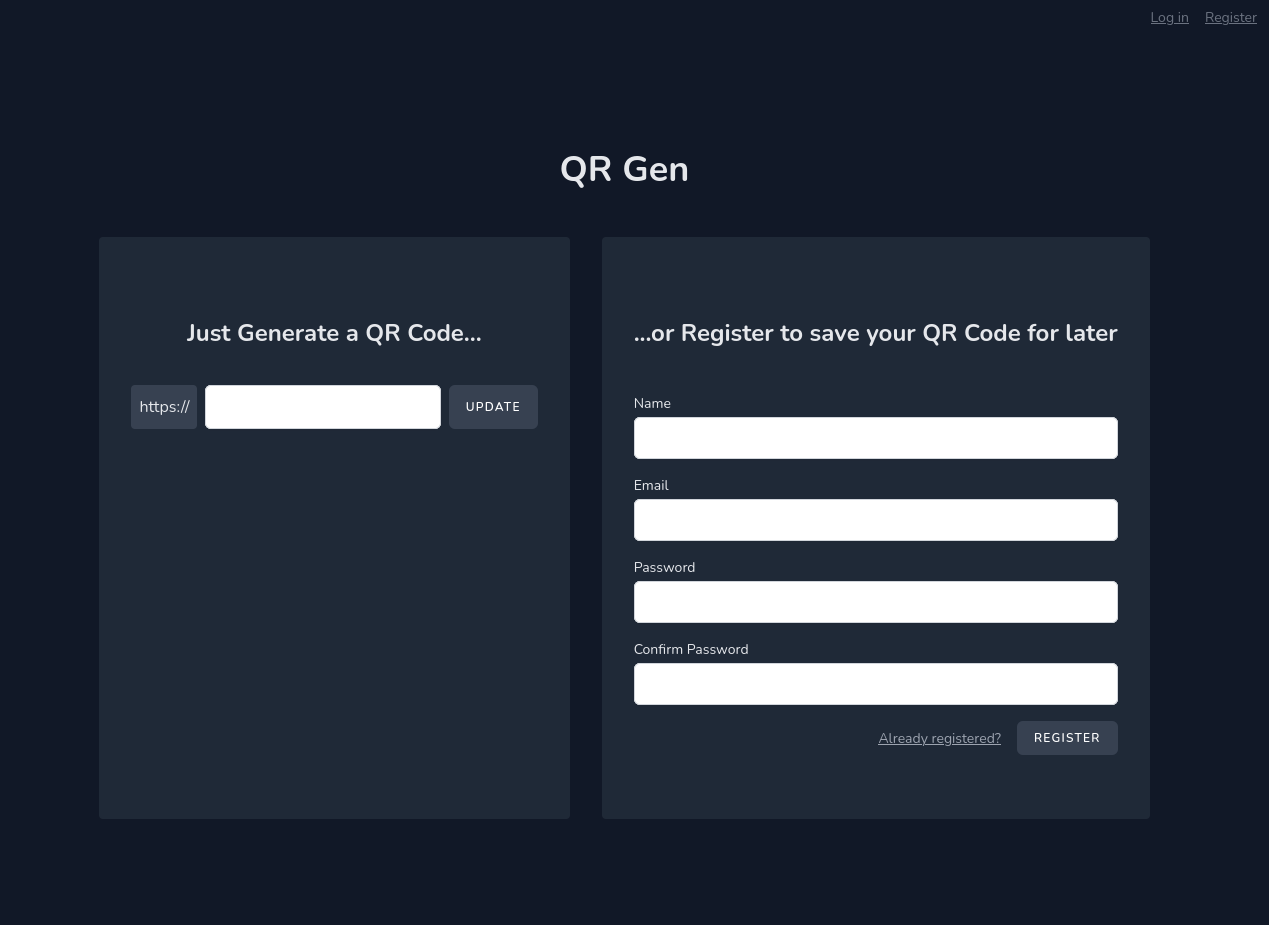 Log in Register
QR Gen
Just Generate a QR Code...
https:// UPDATE
...or Register to save your QR Code for later
Name
Email
Password
Confirm Password
Already registered? REGISTER